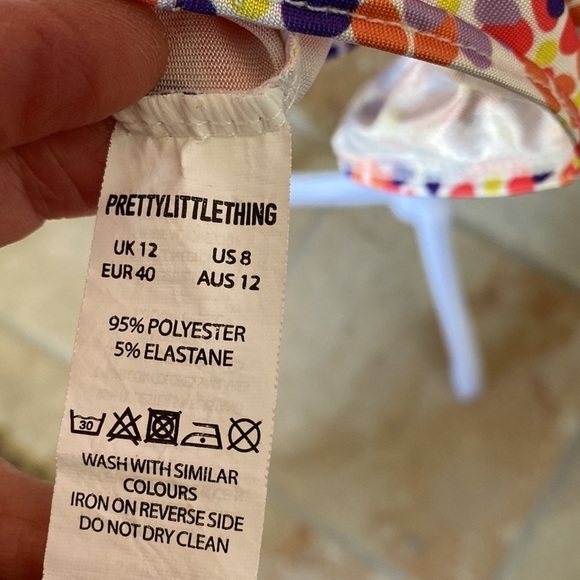 PRETTYLITTLETHING
UK 12 US 8
EUR 40 AUS 12
95% POLYESTER
5% ELASTANE
30
WASH WITH SIMILAR
COLOURS
IRON ON REVERSE SIDE
DO NOT DRY CLEAN